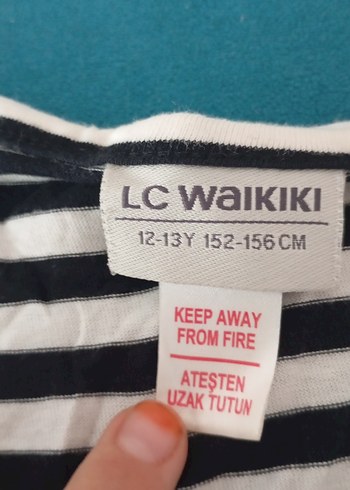 LC WAIKIKI
12-13Y 152-156 CM
KEEP AWAY
FROM FIRE
ATEŞTEN
UZAK TUTUN